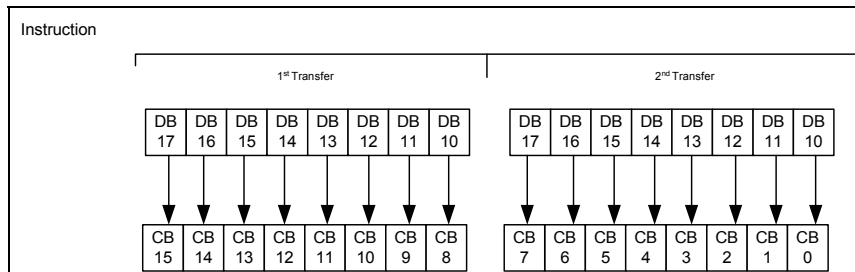 Instruction
1st Transfer 2nd Transfer
DB DB DB DB DB DB DB DB DB DB DB DB DB DB DB DB
17 16 15 14 13 12 11 10 17 16 15 14 13 12 11 10
CB CB CB CB CB CB CB CB CB CB CB CB CB CB CB CB
15 14 13 12 11 10 9 8 7 6 5 4 3 2 1 0